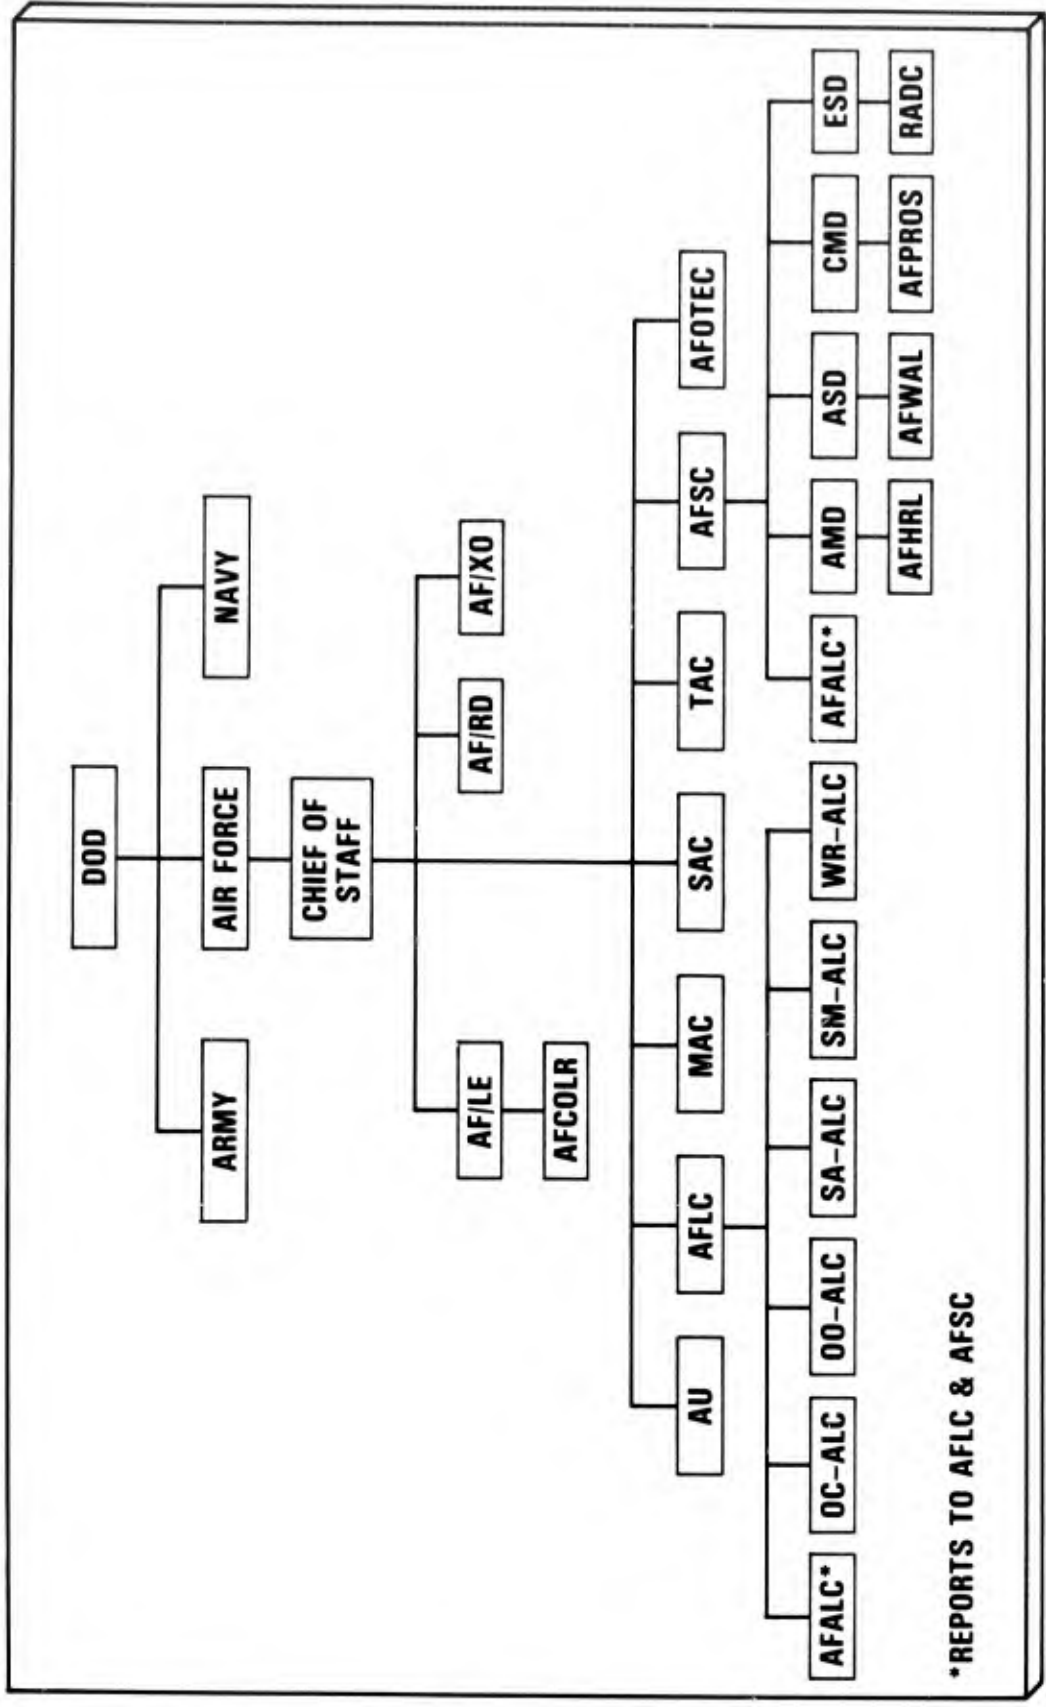 DOD
ARMY
AIR FORCE
NAVY
CHIEF OF
STAFF
AF/LE
AF/RD
AF/XO
AFCOLR
AU
AFLC
MAC
SAC
TAC
AFSC
AFOTEC
AFALC*
OC-ALC
OO-ALC
SA-ALC
SM-ALC
WR-ALC
AFALC*
AMD
ASD
CMD
ESD
AFHRL
AFWAL
AFPROS
RADC
*REPORTS TO AFLC & AFSC